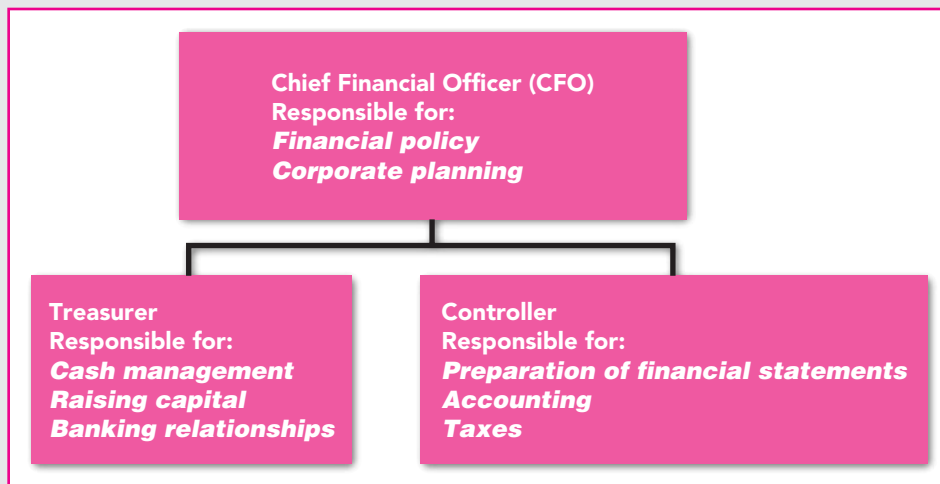 Chief Financial Officer (CFO)
Responsible for:
Financial policy
Corporate planning
Treasurer
Responsible for:
Cash management
Raising capital
Banking relationships
Controller
Responsible for:
Preparation of financial statements
Accounting
Taxes